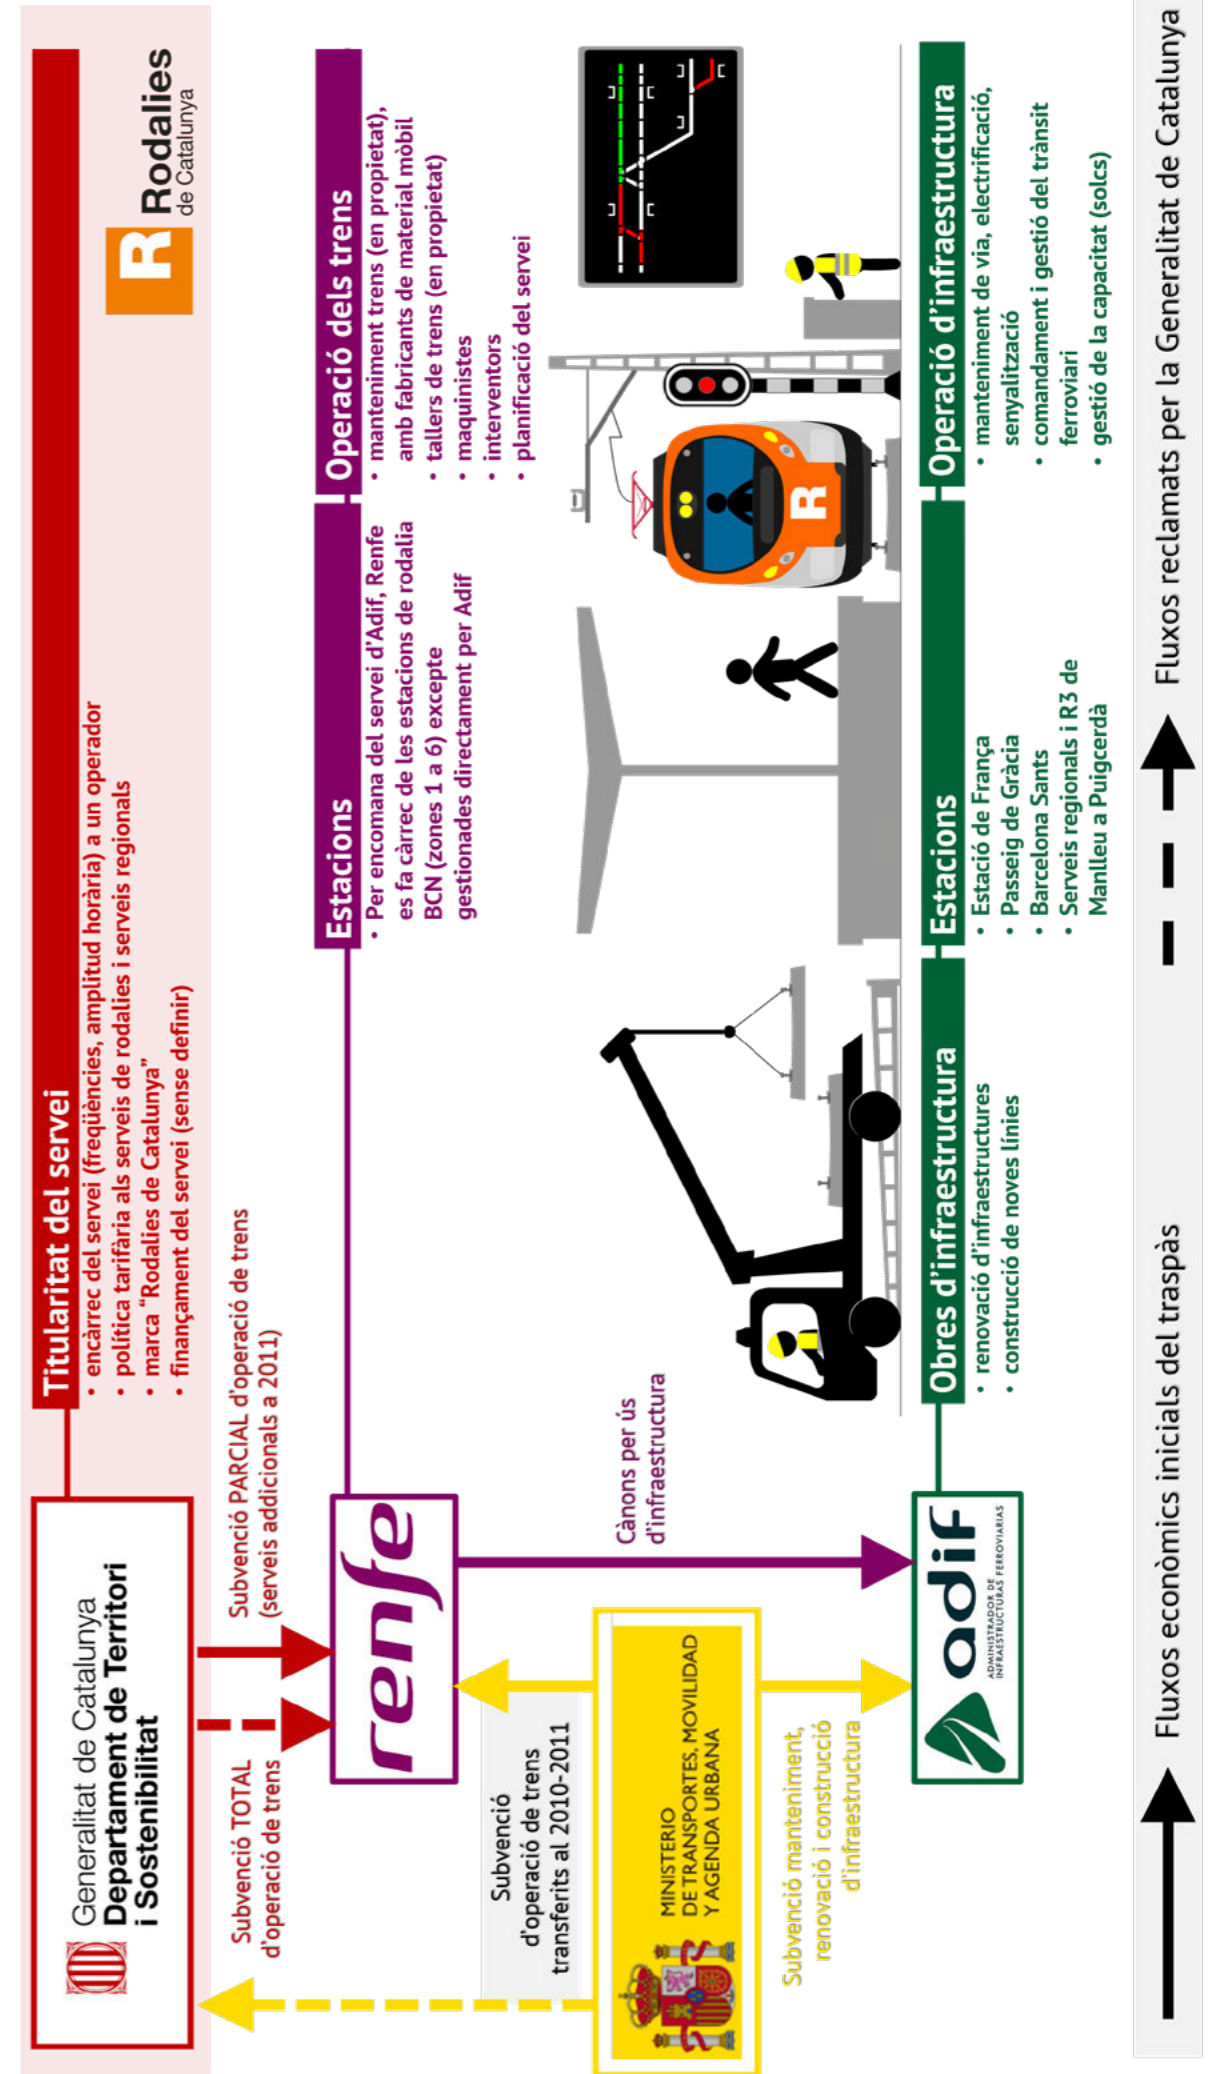 Generalitat de Catalunya
Departament de Territori
i Sostenibilitat
Titularitat del servei
• encàrrec del servei (freqüències, amplitud horària) a un operador
• política tarifària als serveis de rodalies i serveis regionals
• marca “Rodalies de Catalunya”
• finançament del servei (sense definir)
R
Rodalies
de Catalunya
Subvenció TOTAL
d'operació de trens
Subvenció PARCIAL d'operació de trens
(serveis addicionals a 2011)
renfe
Estacions
• Per encomana del servei d'Adif, Renfe
es fa càrrec de les estacions de rodalia
BCN (zones 1 a 6) excepte
gestionades directament per Adif
Operació dels trens
• manteniment trens (en propietat),
amb fabricants de material mòbil
• tallers de trens (en propietat)
• maquinistes
• interventors
• planificació del servei
Subvenció
d'operació de trens
transferits al 2010-2011
Cànons per ús
d'infraestructura
MINISTERIO
DE TRANSPORTES, MOVILIDAD
Y AGENDA URBANA
R
Subvenció manteniment,
renovació i construcció
d'infraestructura
adif
ADMINISTRADOR DE
INFRAESTRUCTURAS FERROVIARIAS
Obres d'infraestructura
• renovació d'infraestructures
• construcció de noves línies
Estacions
• Estació de França
• Passeig de Gràcia
• Barcelona Sants
• Serveis regionals i R3 de
Manlleu a Puigcerdà
Operació d'infraestructura
• manteniment de via, electrificació,
senyalització
• comandament i gestió del trànsit
ferroviari
• gestió de la capacitat (solcs)
Fluxos econòmics inicials del traspàs
Fluxos reclamats per la Generalitat de Catalunya